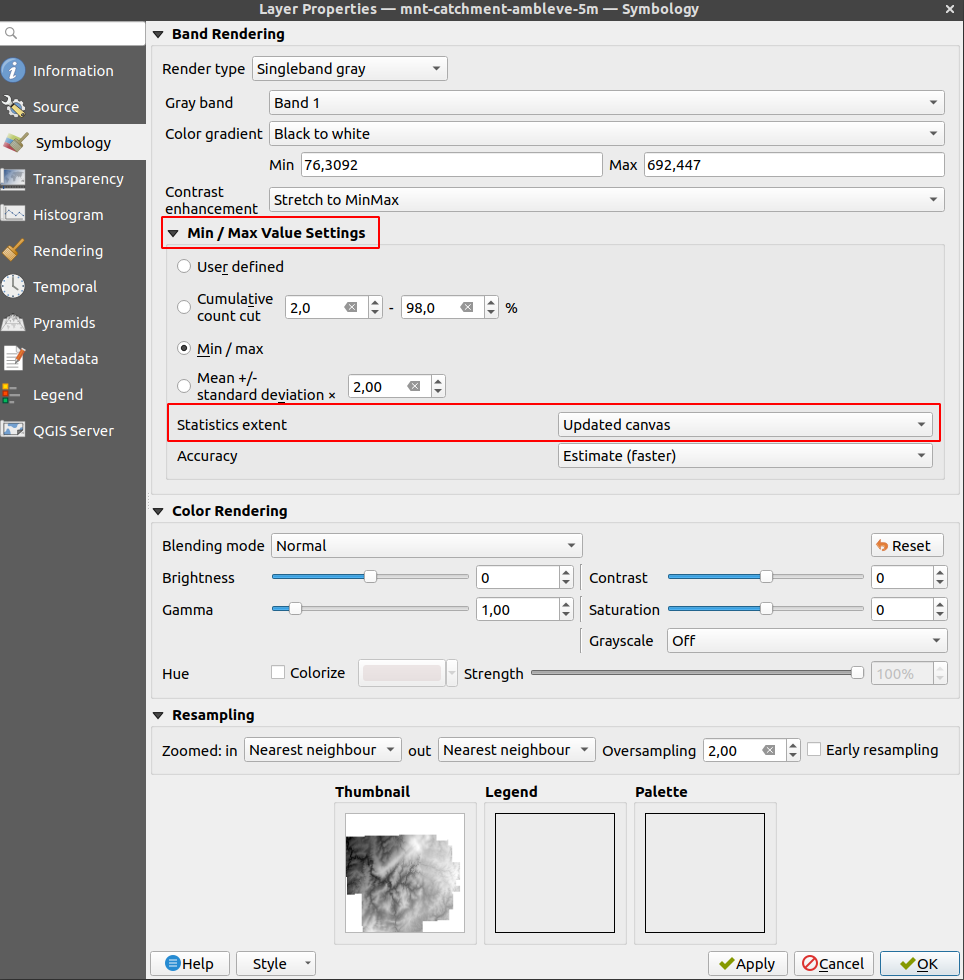 Layer Properties — mnt-catchment-ambleve-5m — Symbology
Information
Source
Symbology
Transparency
Histogram
Rendering
Temporal
Pyramids
Metadata
Legend
QGIS Server
Band Rendering
Render type Singleband gray
Gray band Band 1
Color gradient Black to white
Min 76,3092 Max 692,447
Contrast
enhancement Stretch to MinMax
Min / Max Value Settings
User defined
Cumulative
count cut 2,0 - 98,0 %
Min / max
Mean +/-
standard deviation × 2,00
Statistics extent Updated canvas
Accuracy Estimate (faster)
Color Rendering
Blending mode Normal Reset
Brightness 0 Contrast 0
Gamma 1,00 Saturation 0
Grayscale Off
Hue Colorize Strength 100%
Resampling
Zoomed: in Nearest neighbour out Nearest neighbour Oversampling 2,00 Early resampling
Thumbnail Legend Palette
Help Style Apply Cancel OK